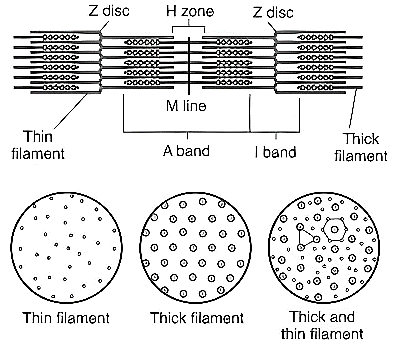 Z disc H zone Z disc
M line
Thin
filament
Thick
filament
A band I band
Thin filament Thick filament Thick and
thin filament